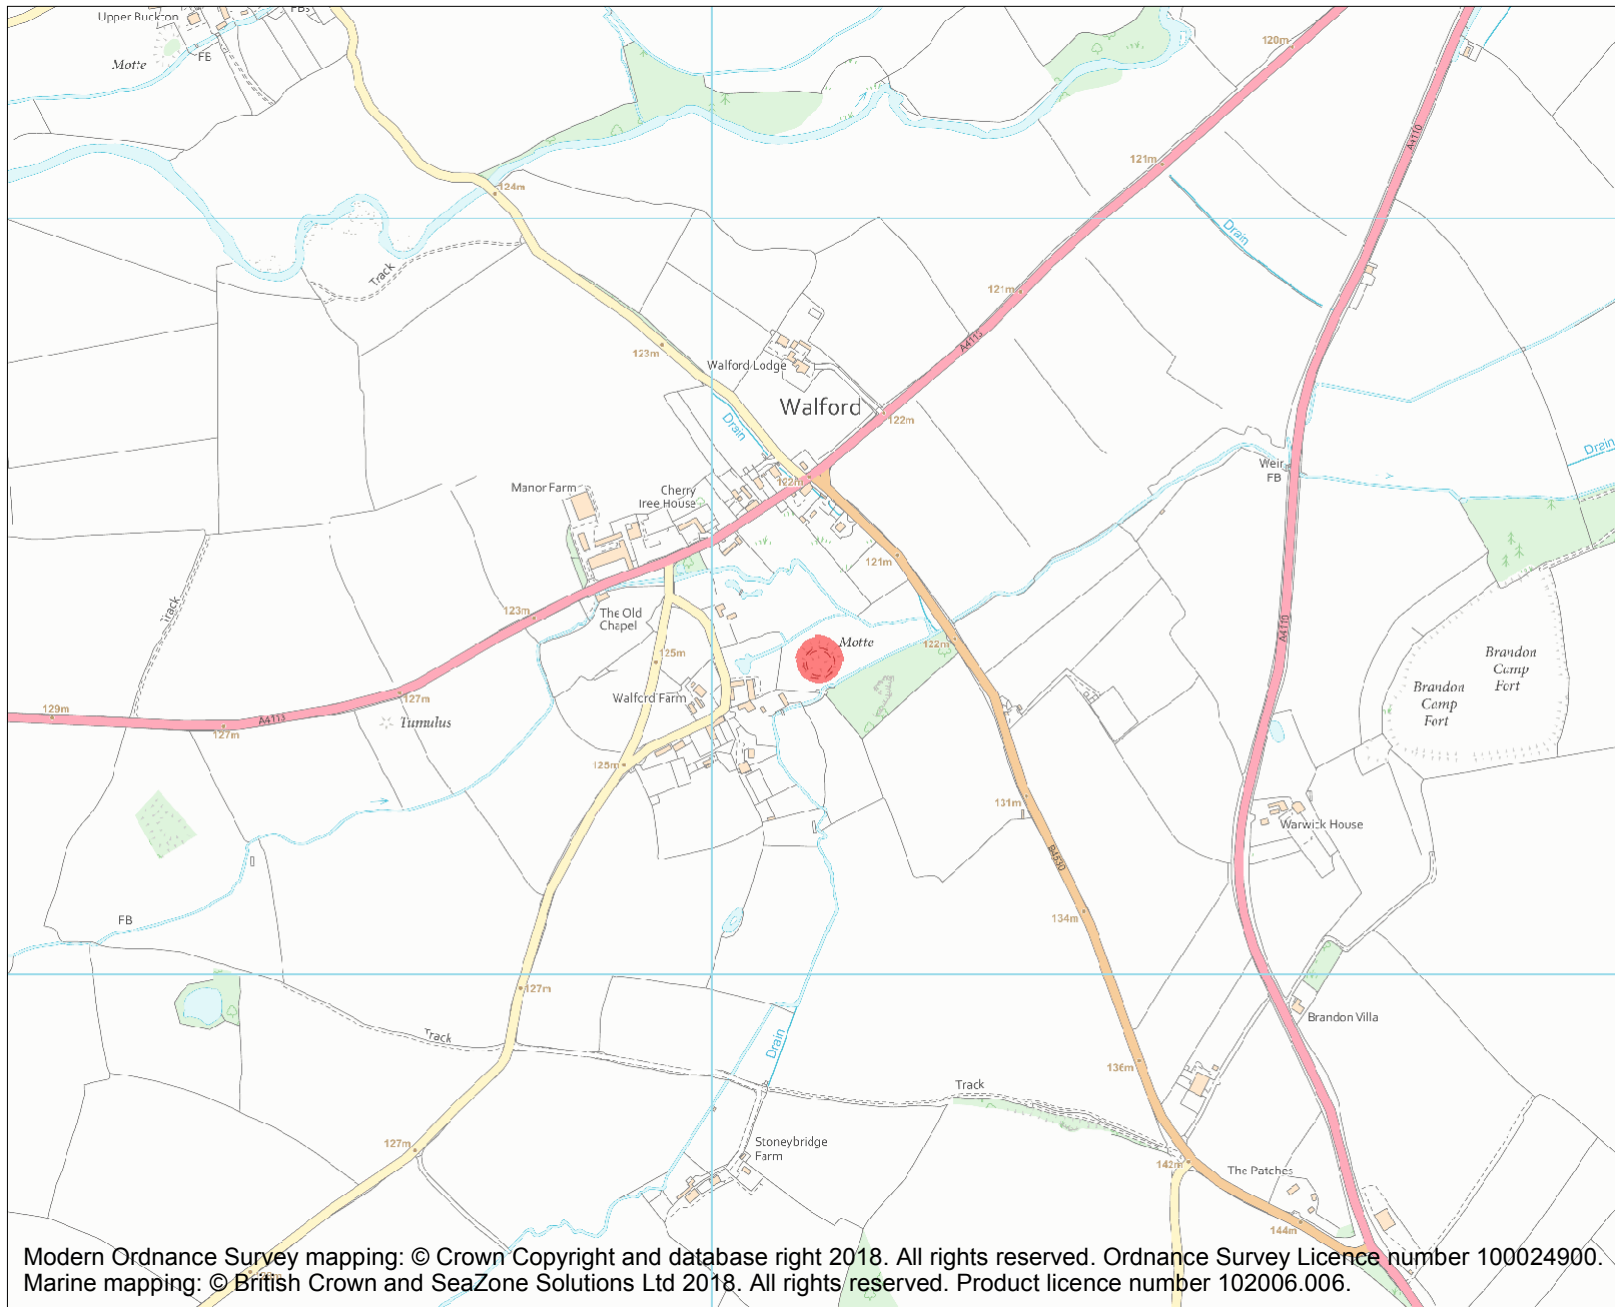 Upper Buckton
FBs
FB
Motte
120m
A4110
121m
124m
Drain
Track
121m
A4113
123m
Walford Lodge
Walford
122m
Drain
Drain
Weir
FB
122m
Manor Farm
Cherry
Tree House
121m
Track
123m
The Old
Chapel
122m
Motte
A4110
125m
Brandon
Camp
Fort
Brandon
Camp
Fort
Walford Farm
127m
129m
A4113
127m
Tumulus
125m
131m
Warwick House
B4530
FB
134m
127m
Brandon Villa
Track
Drain
136m
Track
127m
Stoneybridge
Farm
142m
The Patches
144m
Modern Ordnance Survey mapping: © Crown Copyright and database right 2018. All rights reserved. Ordnance Survey Licence number 100024900.
Marine mapping: © British Crown and SeaZone Solutions Ltd 2018. All rights reserved. Product licence number 102006.006.